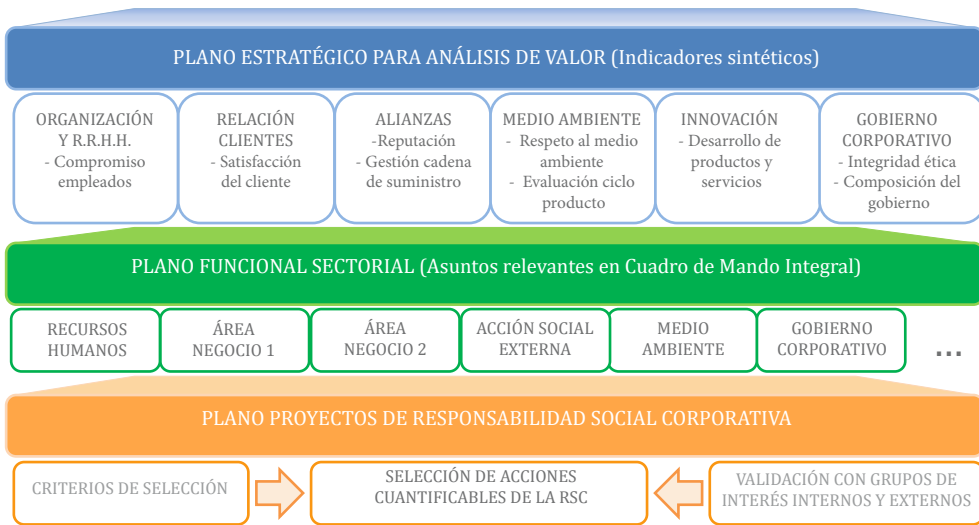 PLANO ESTRATÉGICO PARA ANÁLISIS DE VALOR (Indicadores sintéticos)
ORGANIZACIÓN
Y R.R.H.H.
- Compromiso
empleados
RELACIÓN
CLIENTES
- Satisfacción
del cliente
ALIANZAS
-Reputación
- Gestión cadena
de suministro
MEDIO AMBIENTE
- Respeto al medio
ambiente
- Evaluación ciclo
producto
INNOVACIÓN
- Desarrollo de
productos y
servicios
GOBIERNO
CORPORATIVO
- Integridad ética
- Composición del
gobierno
PLANO FUNCIONAL SECTORIAL (Asuntos relevantes en Cuadro de Mando Integral)
RECURSOS
HUMANOS
ÁREA
NEGOCIO 1
ÁREA
NEGOCIO 2
ACCIÓN SOCIAL
EXTERNA
MEDIO
AMBIENTE
GOBIERNO
CORPORATIVO
...
PLANO PROYECTOS DE RESPONSABILIDAD SOCIAL CORPORATIVA
CRITERIOS DE SELECCIÓN
SELECCIÓN DE ACCIONES
CUANTIFICABLES DE LA RSC
VALIDACIÓN CON GRUPOS DE
INTERÉS INTERNOS Y EXTERNOS